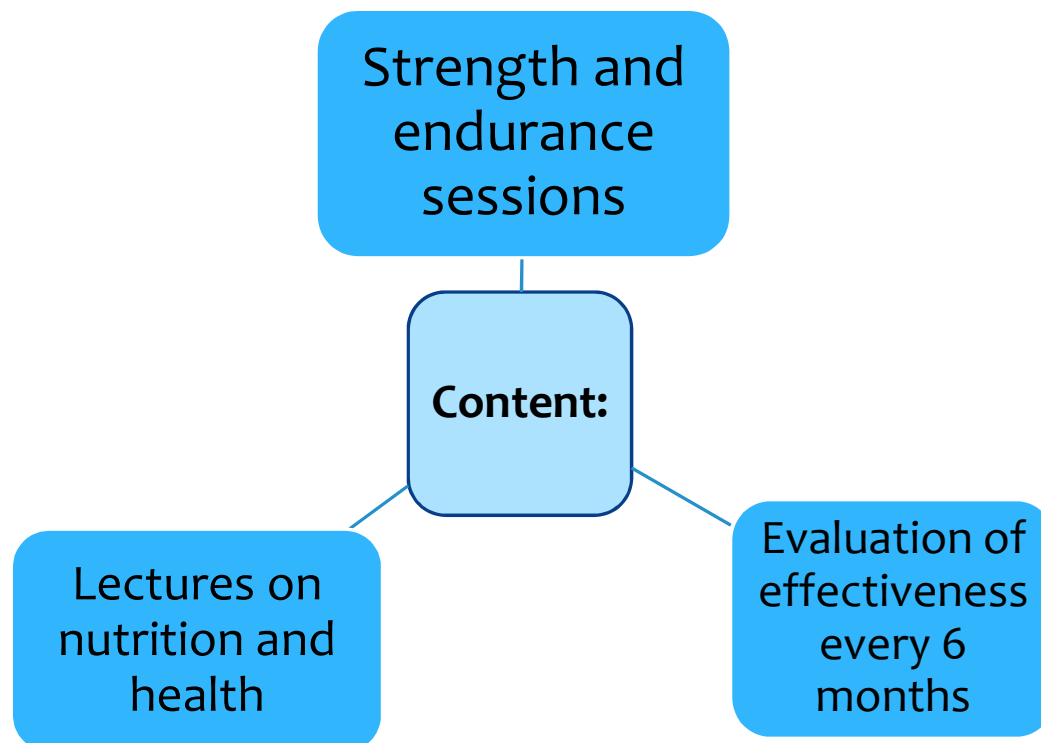 Strength and
endurance
sessions
Content:
Lectures on
nutrition and
health
Evaluation of
effectiveness
every 6
months